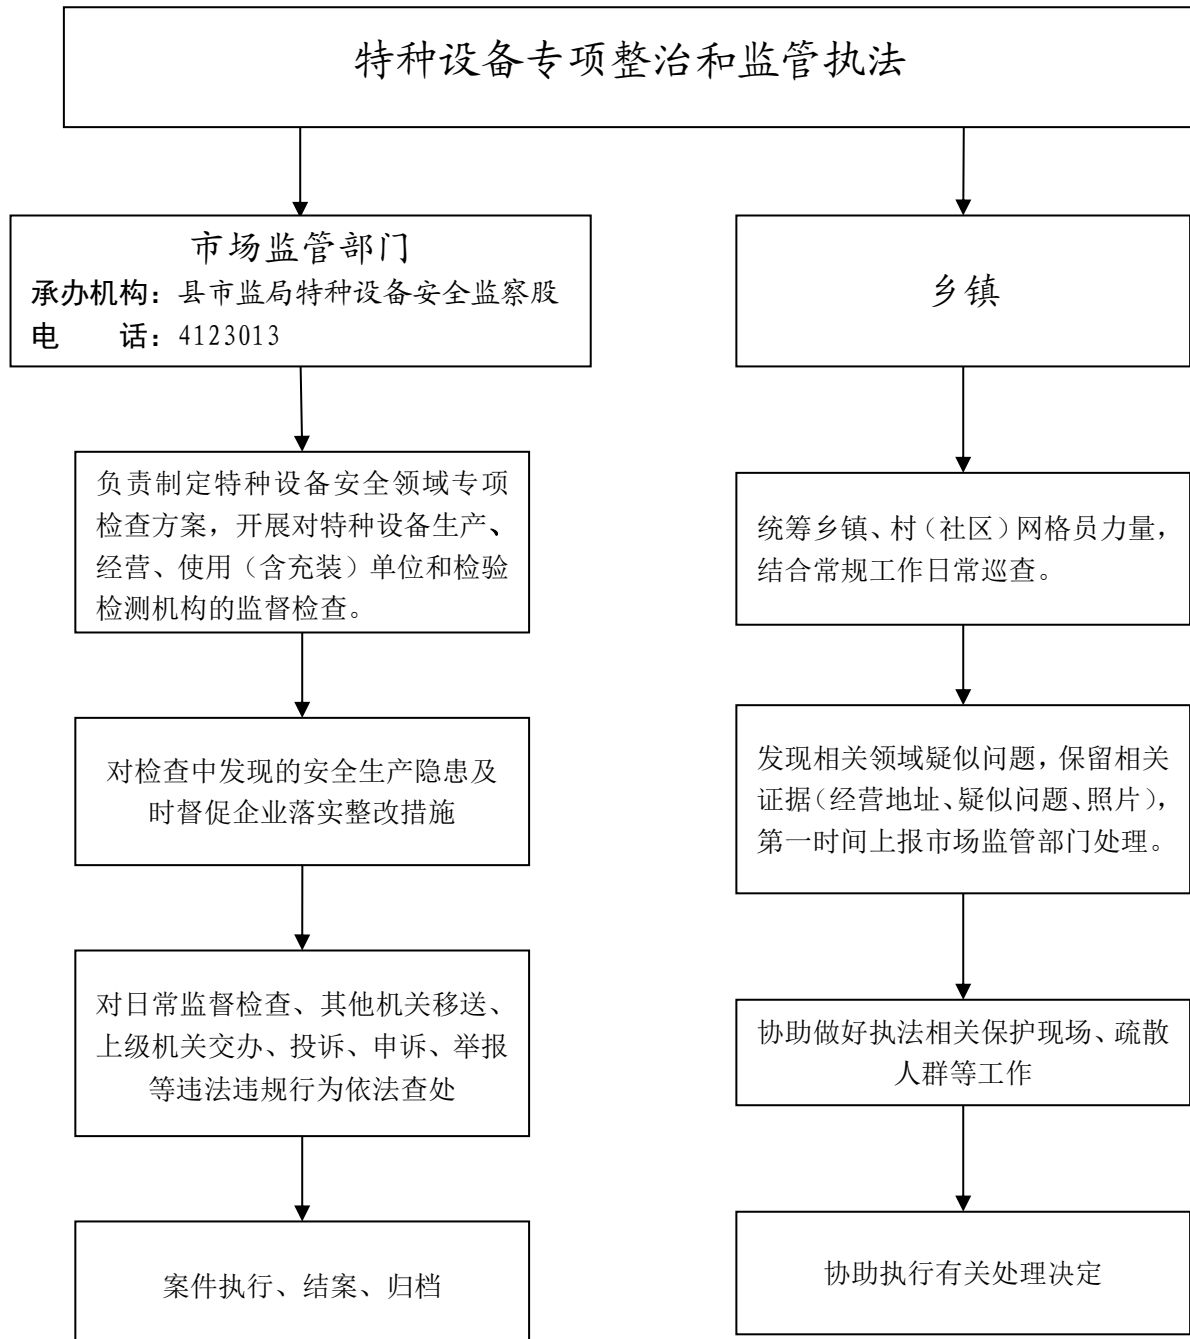 特种设备专项整治和监管执法
市场监管部门
承办机构：县市监局特种设备安全监察股
电　　话：4123013
负责制定特种设备安全领域专项
检查方案，开展对特种设备生产、
经营、使用（含充装）单位和检验
检测机构的监督检查。
对检查中发现的安全生产隐患及
时督促企业落实整改措施
对日常监督检查、其他机关移送、
上级机关交办、投诉、申诉、举报
等违法违规行为依法查处
案件执行、结案、归档
乡镇
统筹乡镇、村（社区）网格员力量，
结合常规工作日常巡查。
发现相关领域疑似问题，保留相关
证据（经营地址、疑似问题、照片），
第一时间上报市场监管部门处理。
协助做好执法相关保护现场、疏散
人群等工作
协助执行有关处理决定